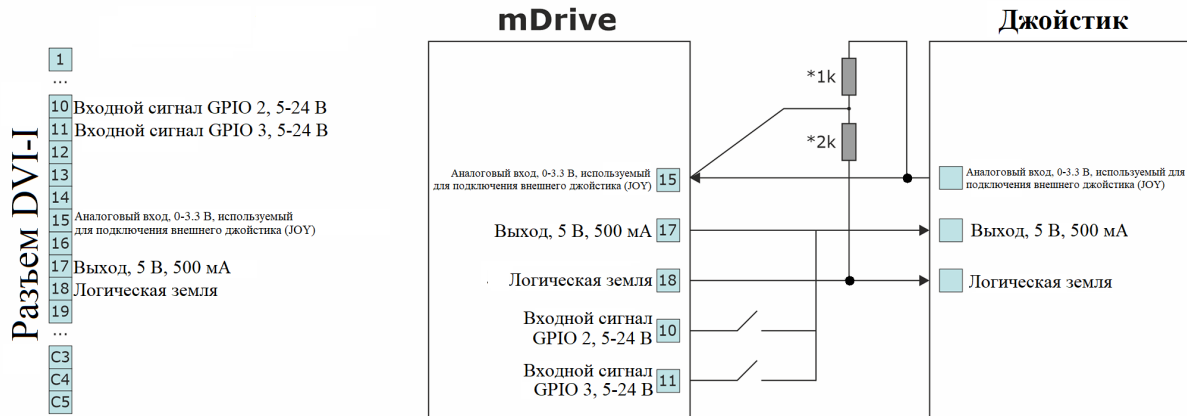 mDrive
Джойстик
Разъем DVI-I
1
...
10 Входной сигнал GPIO 2, 5-24 В
11 Входной сигнал GPIO 3, 5-24 В
12
13
14
15 Аналоговый вход, 0-3.3 В, используемый
для подключения внешнего джойстика (JOY)
16
17 Выход, 5 В, 500 мА
18 Логическая земля
19
...
C3
C4
C5
*1k
*2k
Аналоговый вход, 0-3.3 В, используемый
для подключения внешнего джойстика (JOY) 15
Выход, 5 В, 500 мА 17
Логическая земля 18
Входной сигнал
GPIO 2, 5-24 В 10
Входной сигнал
GPIO 3, 5-24 В 11
Аналоговый вход, 0-3.3 В, используемый
для подключения внешнего джойстика (JOY)
Выход, 5 В, 500 мА
Логическая земля